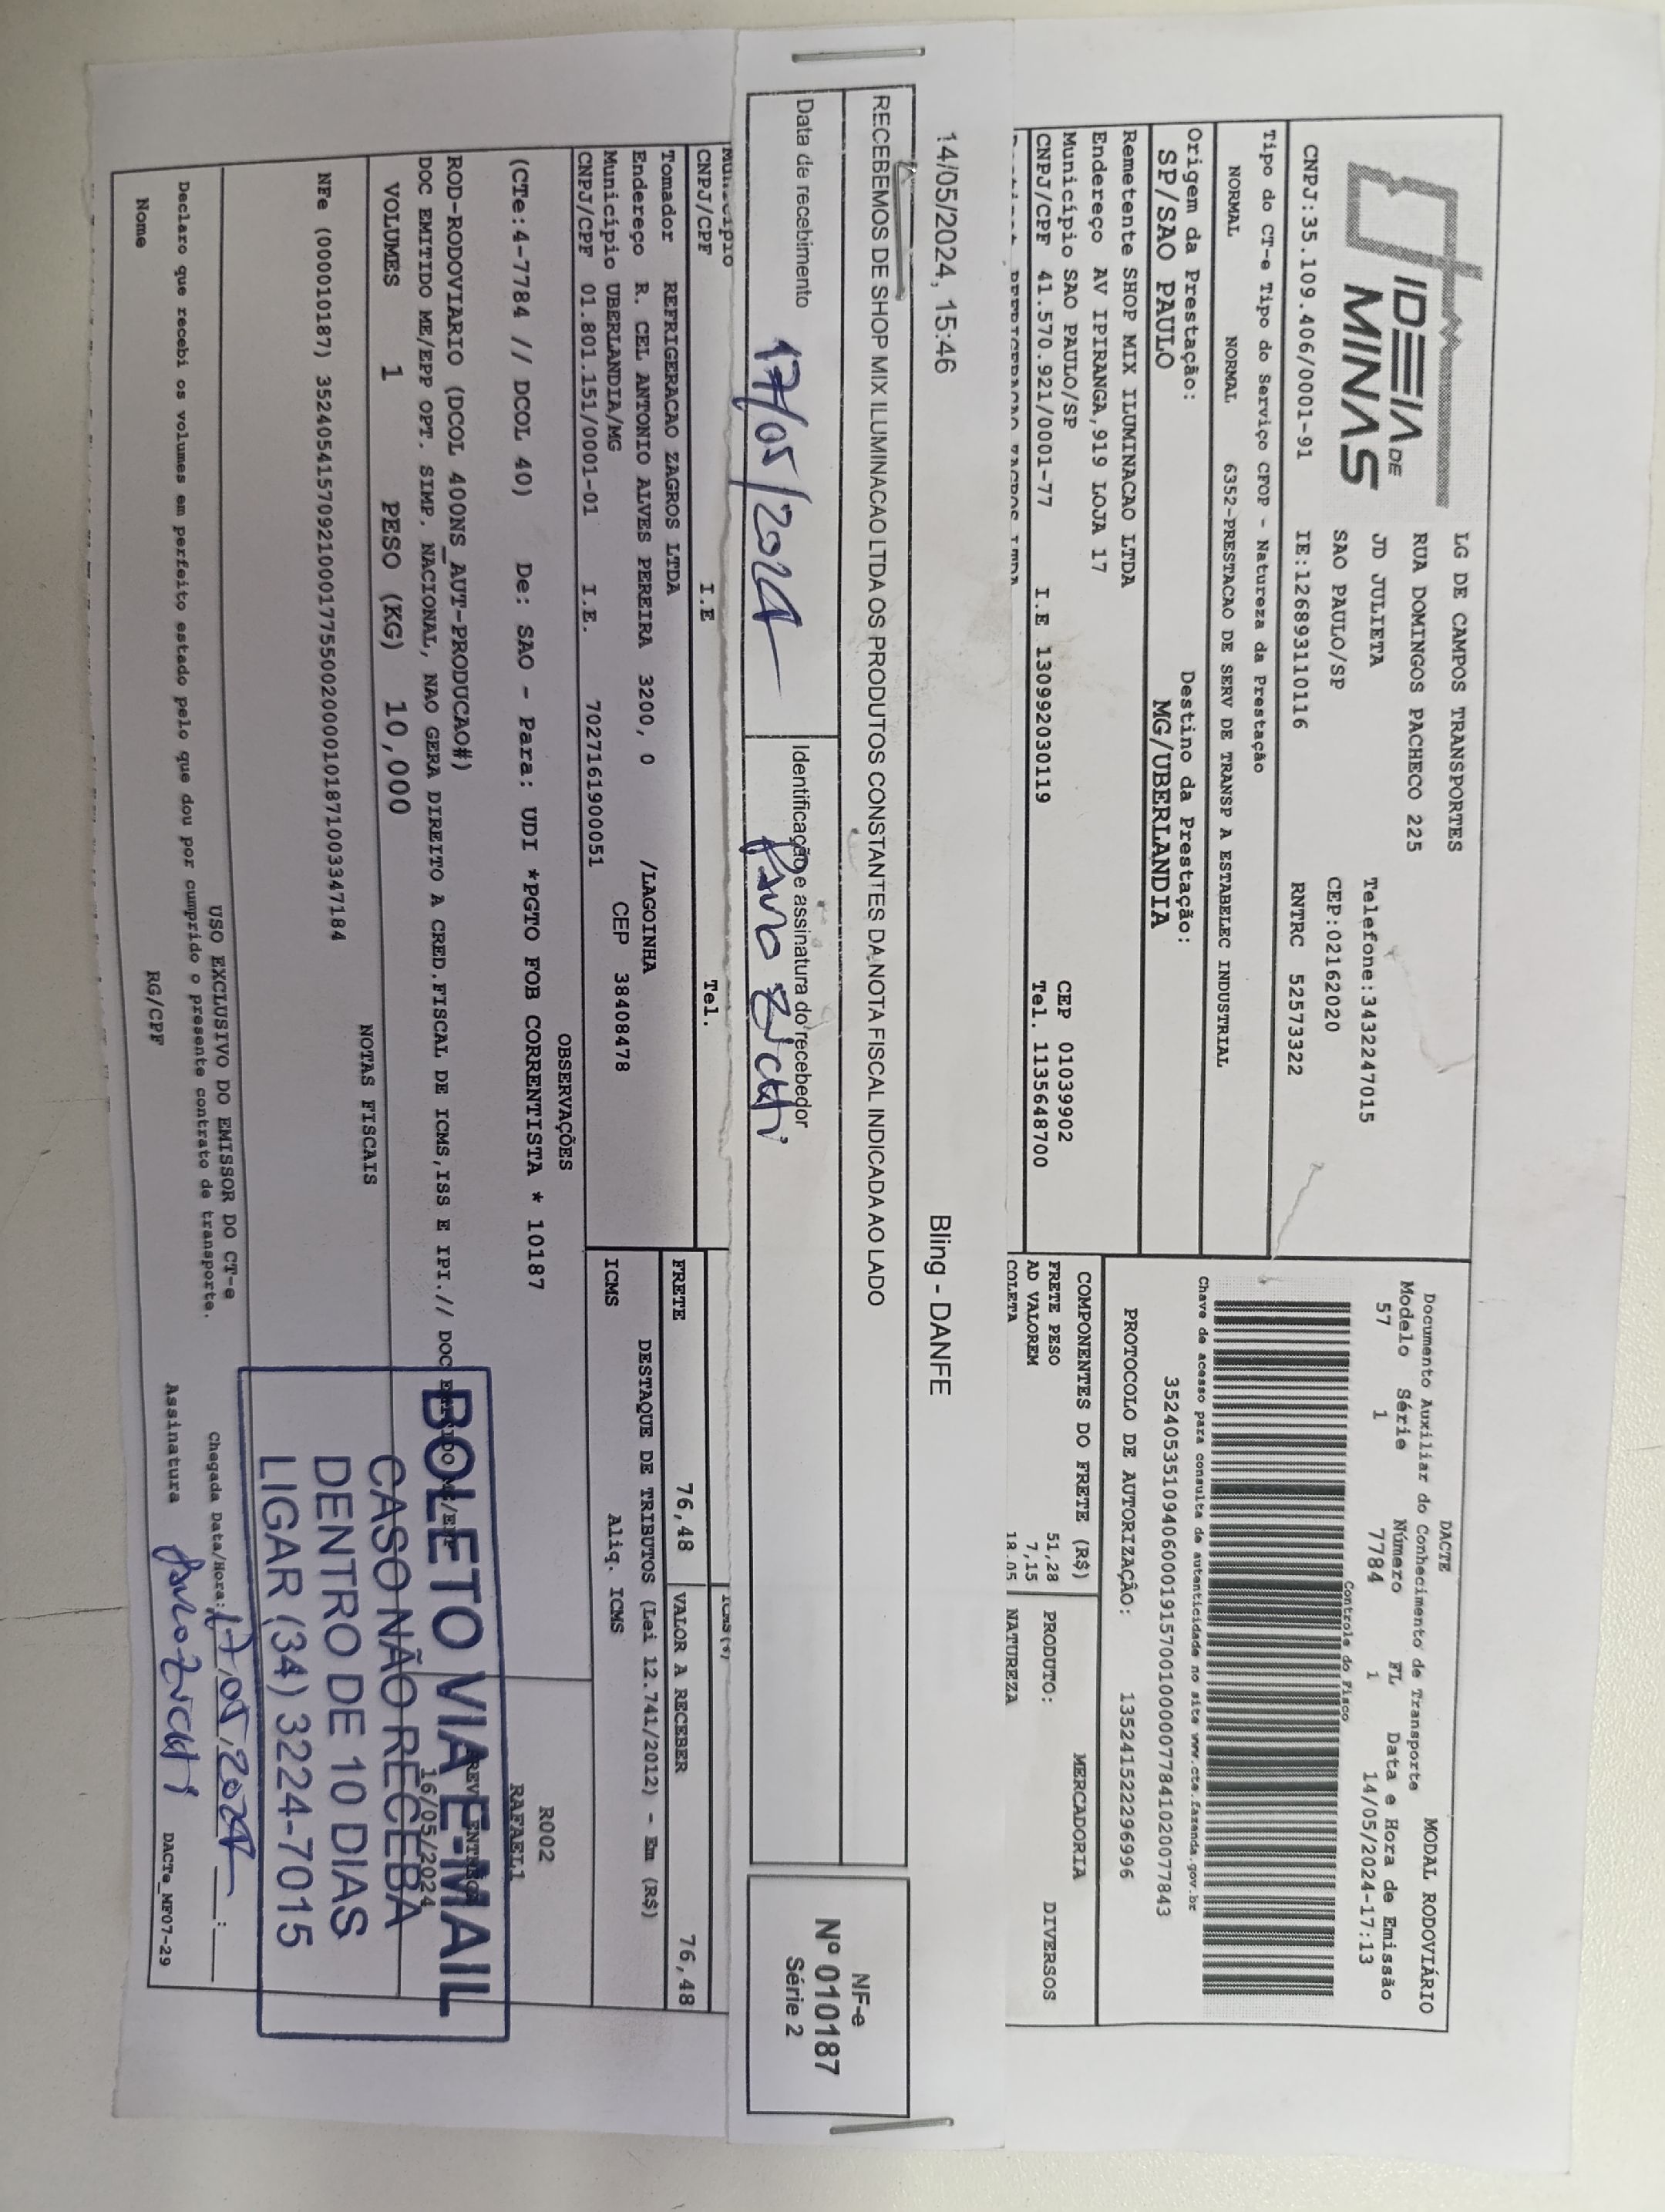 IDEIA DE
MINAS
LG DE CAMPOS TRANSPORTES
RUA DOMINGOS PACHECO 225
JD JULIETA Telefone:3432247015
SAO PAULO/SP CEP:02162020
CNPJ:35.109.406/0001-91 IE:126893110116 RNTRC 52573322
DACTE MODAL RODOVIÁRIO
Documento Auxiliar do Conhecimento de Transporte
Modelo Série Número FL Data e Hora de Emissão
57 1 7784 1 14/05/2024-17:13
Controle do Fisco
Tipo do CT-e Tipo do Serviço CFOP - Natureza da Prestação
NORMAL NORMAL 6352-PRESTACAO DE SERV DE TRANSP A ESTABELEC INDUSTRIAL
Chave de acesso para consulta de autenticidade no site www.cte.fazenda.gov.br
35240535109406000191570010000077841020077843
Origem da Prestação: Destino da Prestação:
SP/SAO PAULO MG/UBERLANDIA
PROTOCOLO DE AUTORIZAÇÃO: 135241522296996
Remetente SHOP MIX ILUMINACAO LTDA
Endereço AV IPIRANGA,919 LOJA 17
Município SAO PAULO/SP CEP 01039902
CNPJ/CPF 41.570.921/0001-77 I.E 130992030119 Tel. 1135648700
COMPONENTES DO FRETE (R$) MERCADORIA
FRETE PESO 51,28 PRODUTO: DIVERSOS
AD VALOREM 7,15
COLETA 18,05 NATUREZA
14/05/2024, 15:46 Bling - DANFE
RECEBEMOS DE SHOP MIX ILUMINACAO LTDA OS PRODUTOS CONSTANTES DA NOTA FISCAL INDICADA AO LADO
Data de recebimento Identificação e assinatura do recebedor
17/05/2024
NF-e
Nº 010187
Série 2
Município
CNPJ/CPF I.E Tel.
Tomador REFRIGERACAO ZAGROS LTDA
Endereço R. CEL ANTONIO ALVES PEREIRA 3200, 0 /LAGOINHA
Município UBERLANDIA/MG CEP 38408478
CNPJ/CPF 01.801.151/0001-01 I.E. 7027161900051
FRETE 76,48 VALOR A RECEBER 76,48
DESTAQUE DE TRIBUTOS (Lei 12.741/2012) - Em (R$)
ICMS Aliq. ICMS
OBSERVAÇÕES
(CTe:4-7784 // DCOL 40) De: SAO - Para: UDI *PGTO FOB CORRENTISTA * 10187
R002
RAFAEL1
16/05/2024
ROD-RODOVIARIO (DCOL 400NS_AUT-PRODUCAO#)
DOC EMITIDO ME/EPP OPT. SIMP. NACIONAL, NAO GERA DIREITO A CRED.FISCAL DE ICMS,ISS E IPI.// DOC EMITIDO ME/EPP
VOLUMES 1 PESO (KG) 10,000
NOTAS FISCAIS
NFe (000010187) 35240541570921000177550020000101871003347184
BOLETO VIA E-MAIL
CASO NÃO RECEBA
DENTRO DE 10 DIAS
LIGAR (34) 3224-7015
USO EXCLUSIVO DO EMISSOR DO CT-e
Declaro que recebi os volumes em perfeito estado pelo que dou por cumprido o presente contrato de transporte.
Chegada Data/Hora: 17/05/2024 :
Nome RG/CPF Assinatura
DACTe_MF07-29